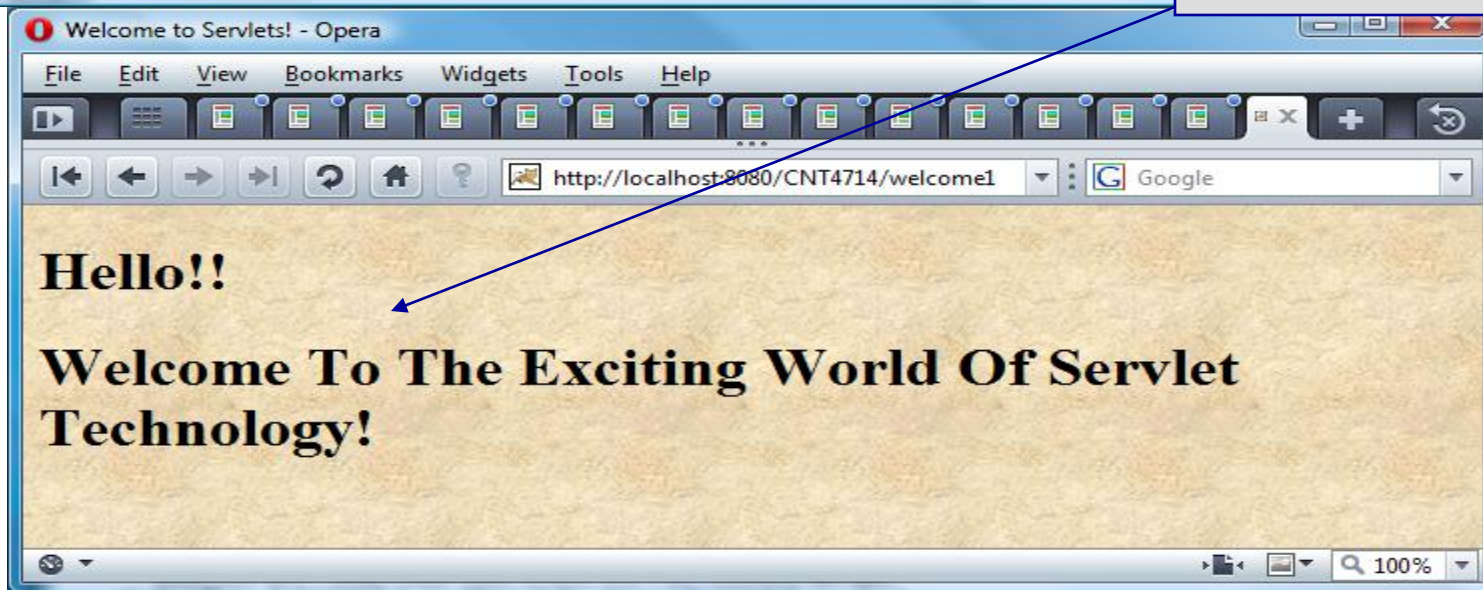 Welcome to Servlets! - Opera
File Edit View Bookmarks Widgets Tools Help
http://localhost:8080/CNT4714/welcome1 Google
Hello!!
Welcome To The Exciting World Of Servlet
Technology!
100%